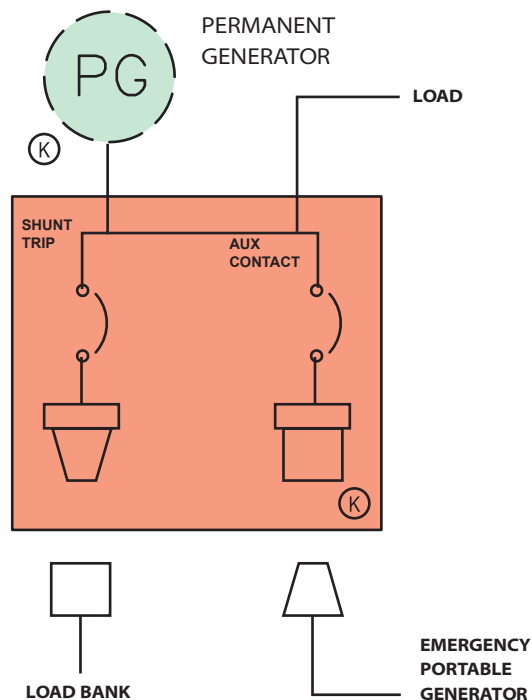 PERMANENT
GENERATOR
PG
LOAD
K
SHUNT
TRIP
AUX
CONTACT
K
EMERGENCY
PORTABLE
GENERATOR
LOAD BANK